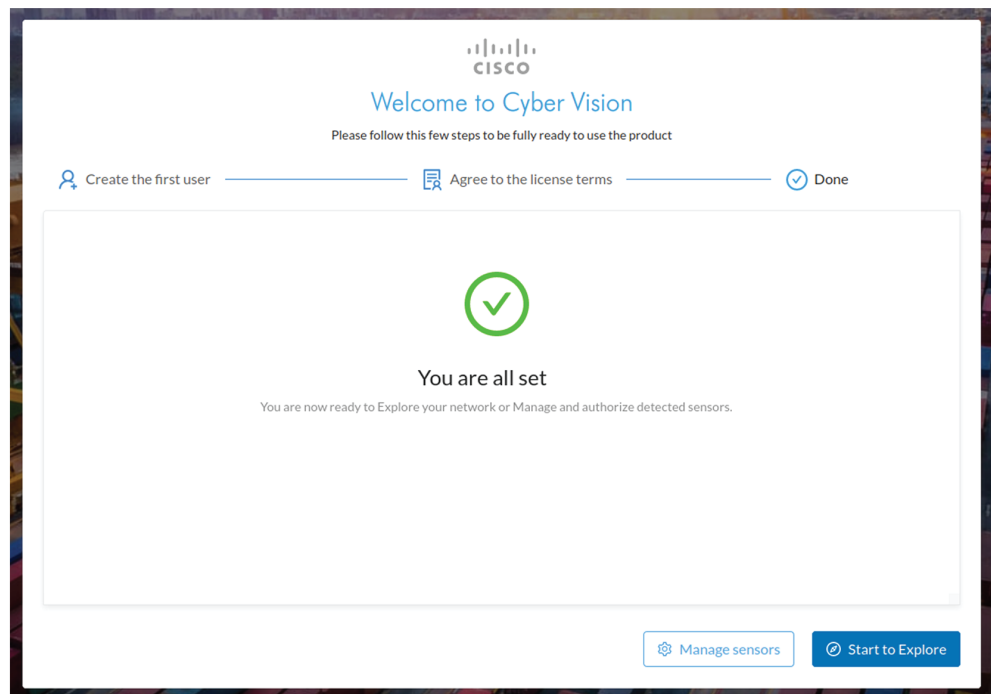 CISCO
Welcome to Cyber Vision
Please follow this few steps to be fully ready to use the product
Create the first user
Agree to the license terms
Done
You are all set
You are now ready to Explore your network or Manage and authorize detected sensors.
Manage sensors
Start to Explore